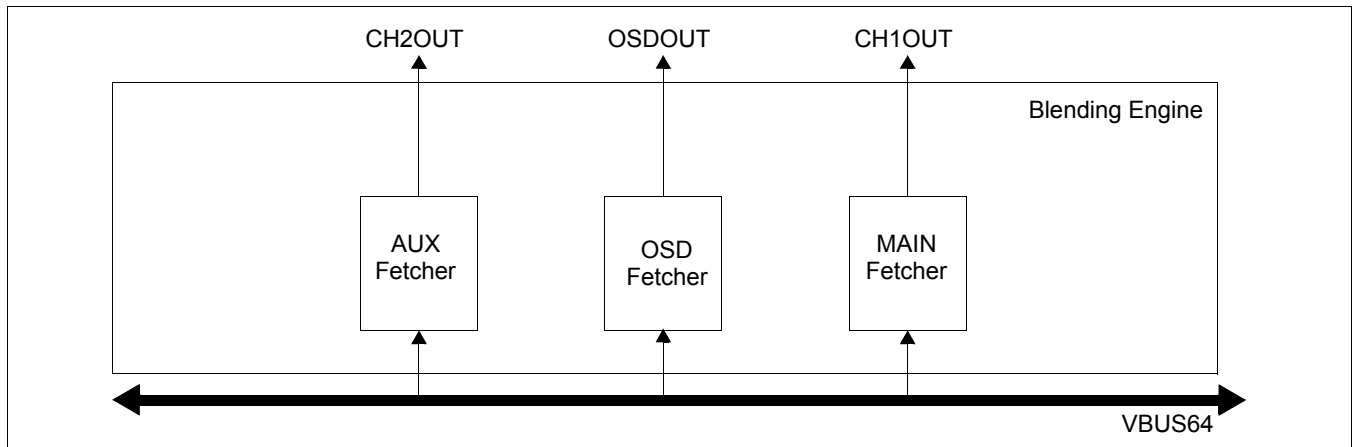 CH2OUT
OSDOUT
CH1OUT
Blending Engine
AUX
Fetcher
OSD
Fetcher
MAIN
Fetcher
VBUS64